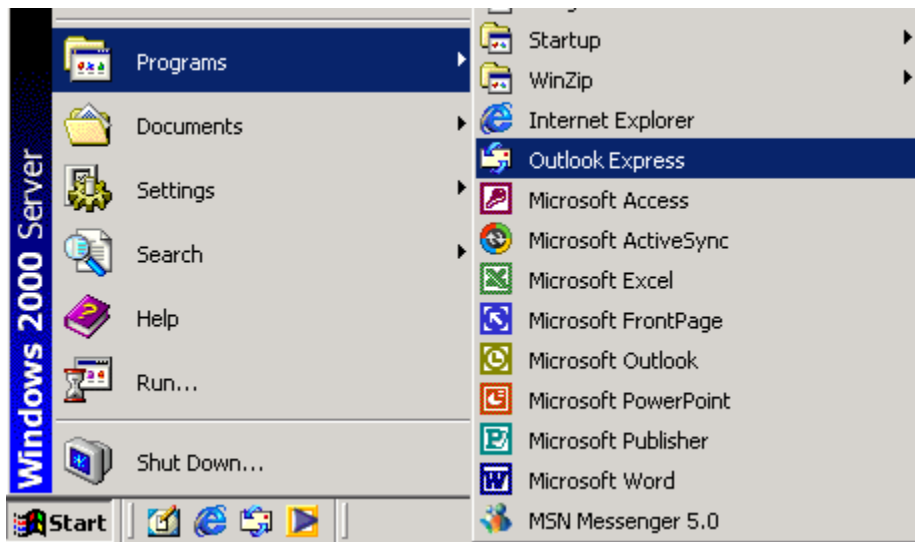 Windows 2000 Server
Programs
Documents
Settings
Search
Help
Run...
Shut Down...
Start
Startup
WinZip
Internet Explorer
Outlook Express
Microsoft Access
Microsoft ActiveSync
Microsoft Excel
Microsoft FrontPage
Microsoft Outlook
Microsoft PowerPoint
Microsoft Publisher
Microsoft Word
MSN Messenger 5.0